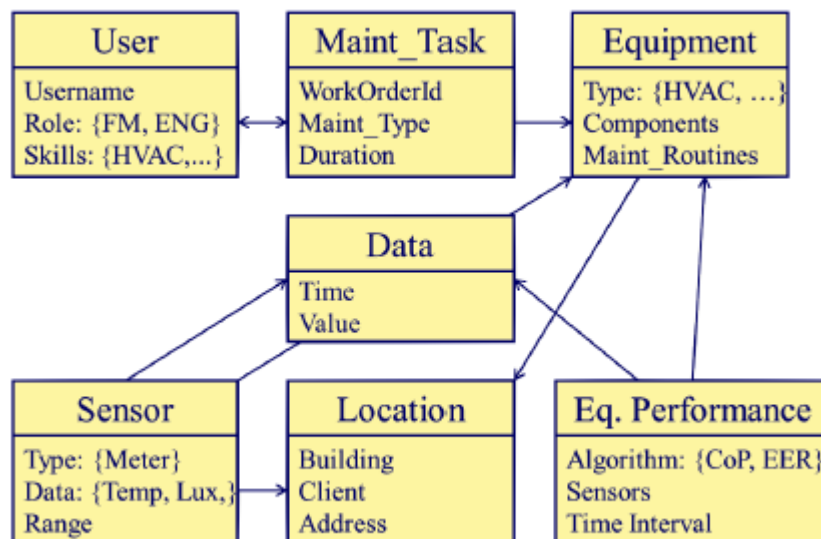 User
Username
Role: {FM, ENG}
Skills: {HVAC,...}
Maint_Task
WorkOrderId
Maint_Type
Duration
Equipment
Type: {HVAC, ...}
Components
Maint_Routines
Data
Time
Value
Sensor
Type: {Meter}
Data: {Temp, Lux,}
Range
Location
Building
Client
Address
Eq. Performance
Algorithm: {CoP, EER}
Sensors
Time Interval